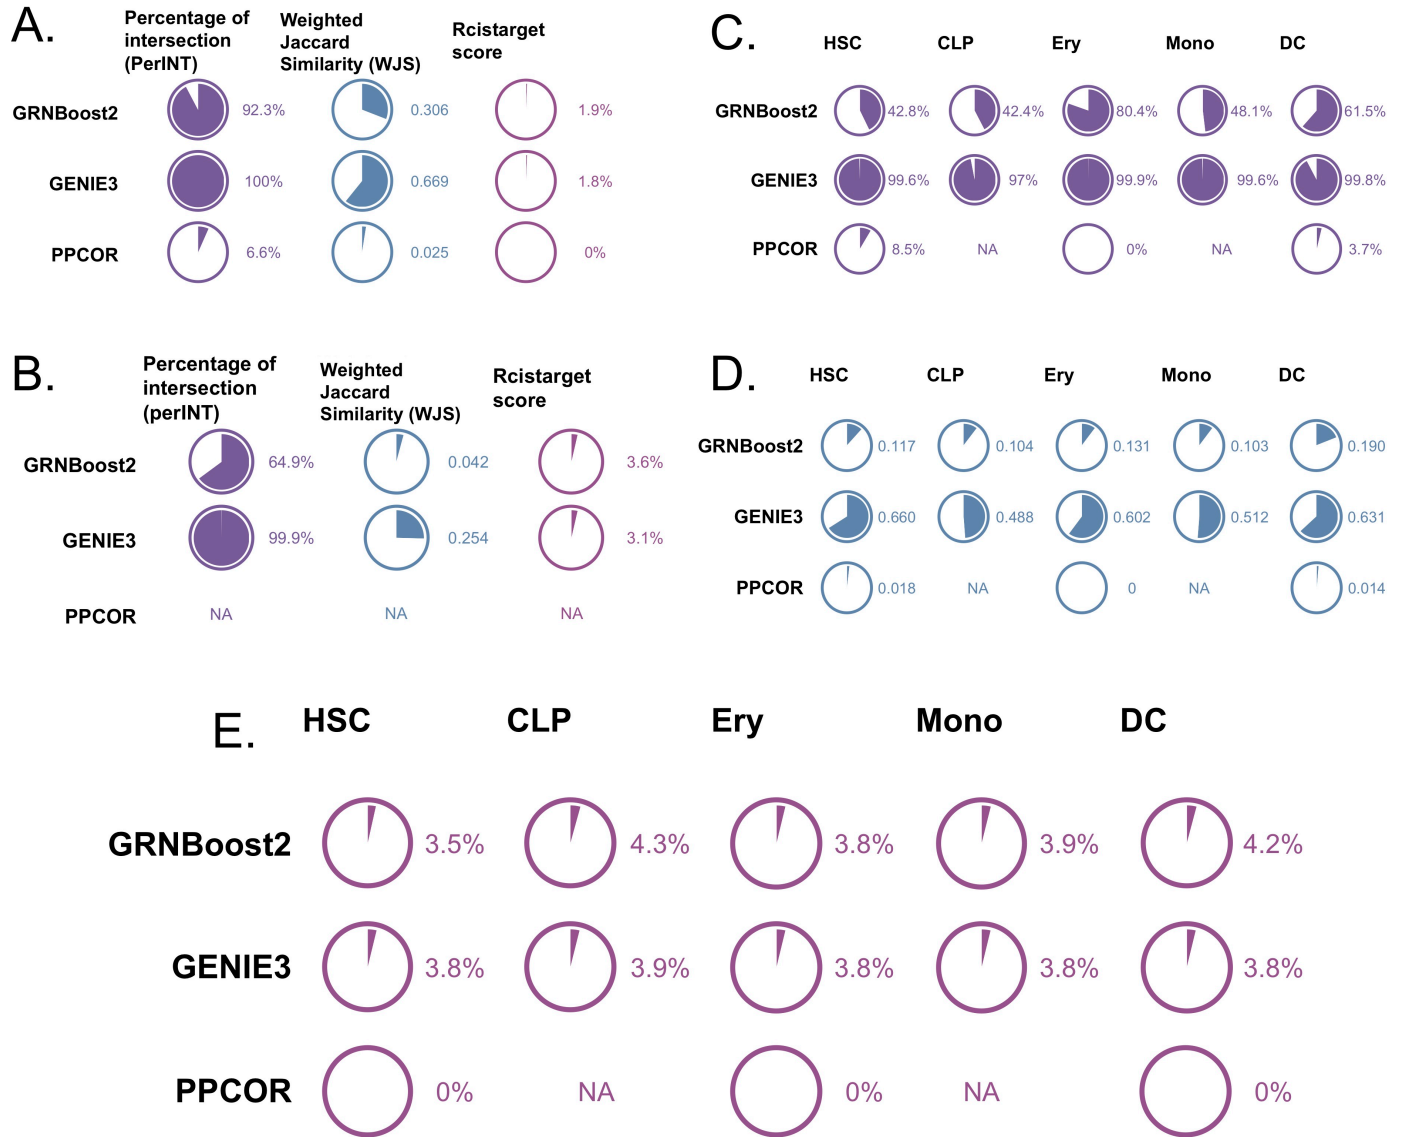 A.
Percentage of
intersection
(PerINT)
Weighted
Jaccard
Similarity (WJS)
Rcistarget
score
GRNBoost2
92.3%
0.306
1.9%
GENIE3
100%
0.669
1.8%
PPCOR
6.6%
0.025
0%
B.
Percentage of
intersection
(perINT)
Weighted
Jaccard
Similarity (WJS)
Rcistarget
score
GRNBoost2
64.9%
0.042
3.6%
GENIE3
99.9%
0.254
3.1%
PPCOR
NA
NA
NA
C.
HSC
CLP
Ery
Mono
DC
GRNBoost2
42.8%
42.4%
80.4%
48.1%
61.5%
GENIE3
99.6%
97%
99.9%
99.6%
99.8%
PPCOR
8.5%
NA
0%
NA
3.7%
D.
HSC
CLP
Ery
Mono
DC
GRNBoost2
0.117
0.104
0.131
0.103
0.190
GENIE3
0.660
0.488
0.602
0.512
0.631
PPCOR
0.018
NA
0
NA
0.014
E.
HSC
CLP
Ery
Mono
DC
GRNBoost2
3.5%
4.3%
3.8%
3.9%
4.2%
GENIE3
3.8%
3.9%
3.8%
3.8%
3.8%
PPCOR
0%
NA
0%
NA
0%